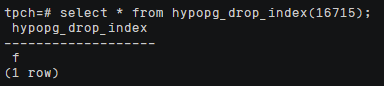 tpch=# select * from hypopg_drop_index(16715);
 hypopg_drop_index
-------------------
 f
(1 row)